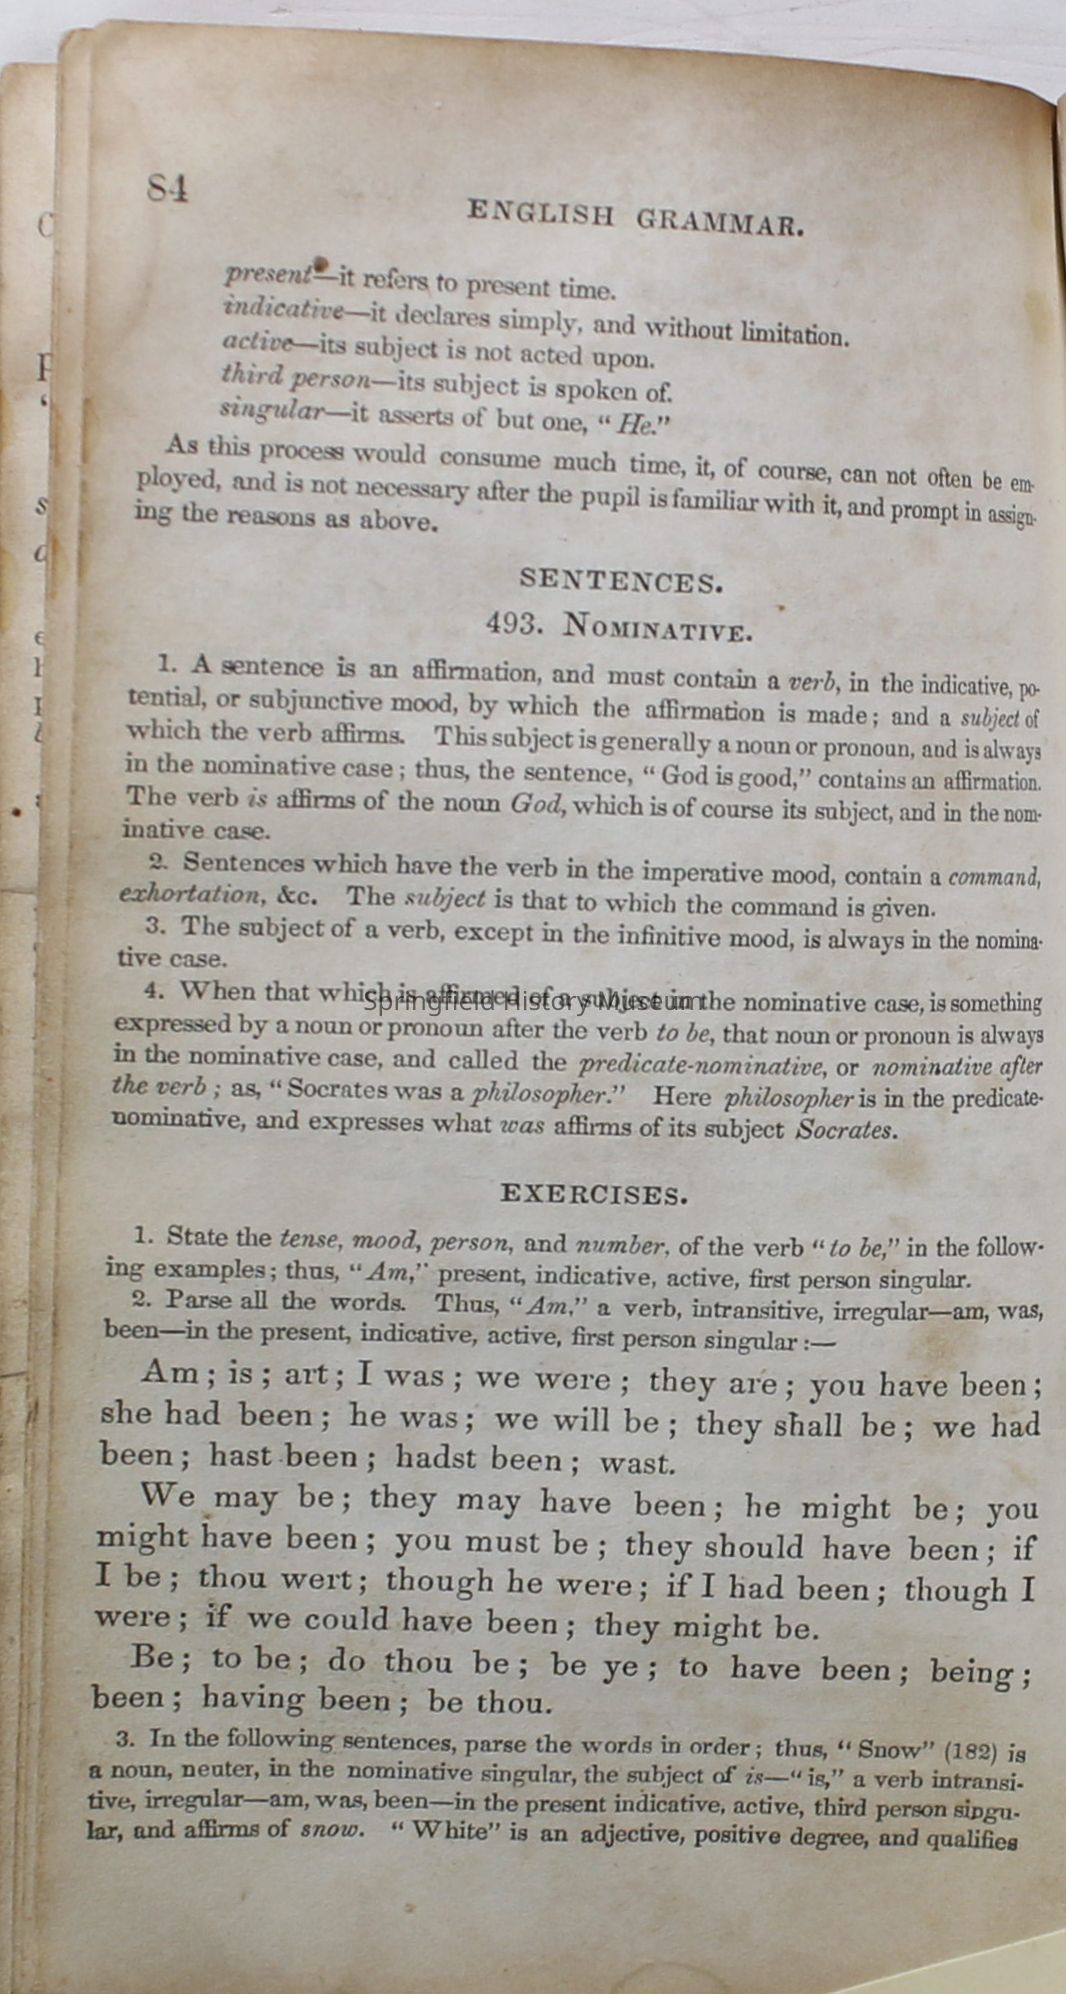 84
ENGLISH GRAMMAR.
present—it refers to present time.
indicative—it declares simply, and without limitation.
active—its subject is not acted upon.
third person—its subject is spoken of.
singular—it asserts of but one, “He.”
As this process would consume much time, it, of course, can not often be em-
ployed, and is not necessary after the pupil is familiar with it, and prompt in assign-
ing the reasons as above.
SENTENCES.
493. NOMINATIVE.
1. A sentence is an affirmation, and must contain a verb, in the indicative, po-
tential, or subjunctive mood, by which the affirmation is made; and a subject of
which the verb affirms. This subject is generally a noun or pronoun, and is always
in the nominative case; thus, the sentence, “God is good,” contains an affirmation.
The verb is affirms of the noun God, which is of course its subject, and in the nom-
inative case.
2. Sentences which have the verb in the imperative mood, contain a command,
exhortation, &c. The subject is that to which the command is given.
3. The subject of a verb, except in the infinitive mood, is always in the nomina-
tive case.
4. When that which is affirmed of a subject in the nominative case, is something
Springfield History Museum
expressed by a noun or pronoun after the verb to be, that noun or pronoun is always
in the nominative case, and called the predicate-nominative, or nominative after
the verb; as, “Socrates was a philosopher.” Here philosopher is in the predicate-
nominative, and expresses what was affirms of its subject Socrates.
EXERCISES.
1. State the tense, mood, person, and number, of the verb “to be,” in the follow-
ing examples; thus, “Am,” present, indicative, active, first person singular.
2. Parse all the words. Thus, “Am,” a verb, intransitive, irregular—am, was,
been—in the present, indicative, active, first person singular:—
Am; is; art; I was; we were; they are; you have been;
she had been; he was; we will be; they shall be; we had
been; hast been; hadst been; wast.
We may be; they may have been; he might be; you
might have been; you must be; they should have been; if
I be; thou wert; though he were; if I had been; though I
were; if we could have been; they might be.
Be; to be; do thou be; be ye; to have been; being;
been; having been; be thou.
3. In the following sentences, parse the words in order; thus, “Snow” (182) is
a noun, neuter, in the nominative singular, the subject of is—“is,” a verb intransi-
tive, irregular—am, was, been—in the present indicative, active, third person singu-
lar, and affirms of snow. “White” is an adjective, positive degree, and qualifies